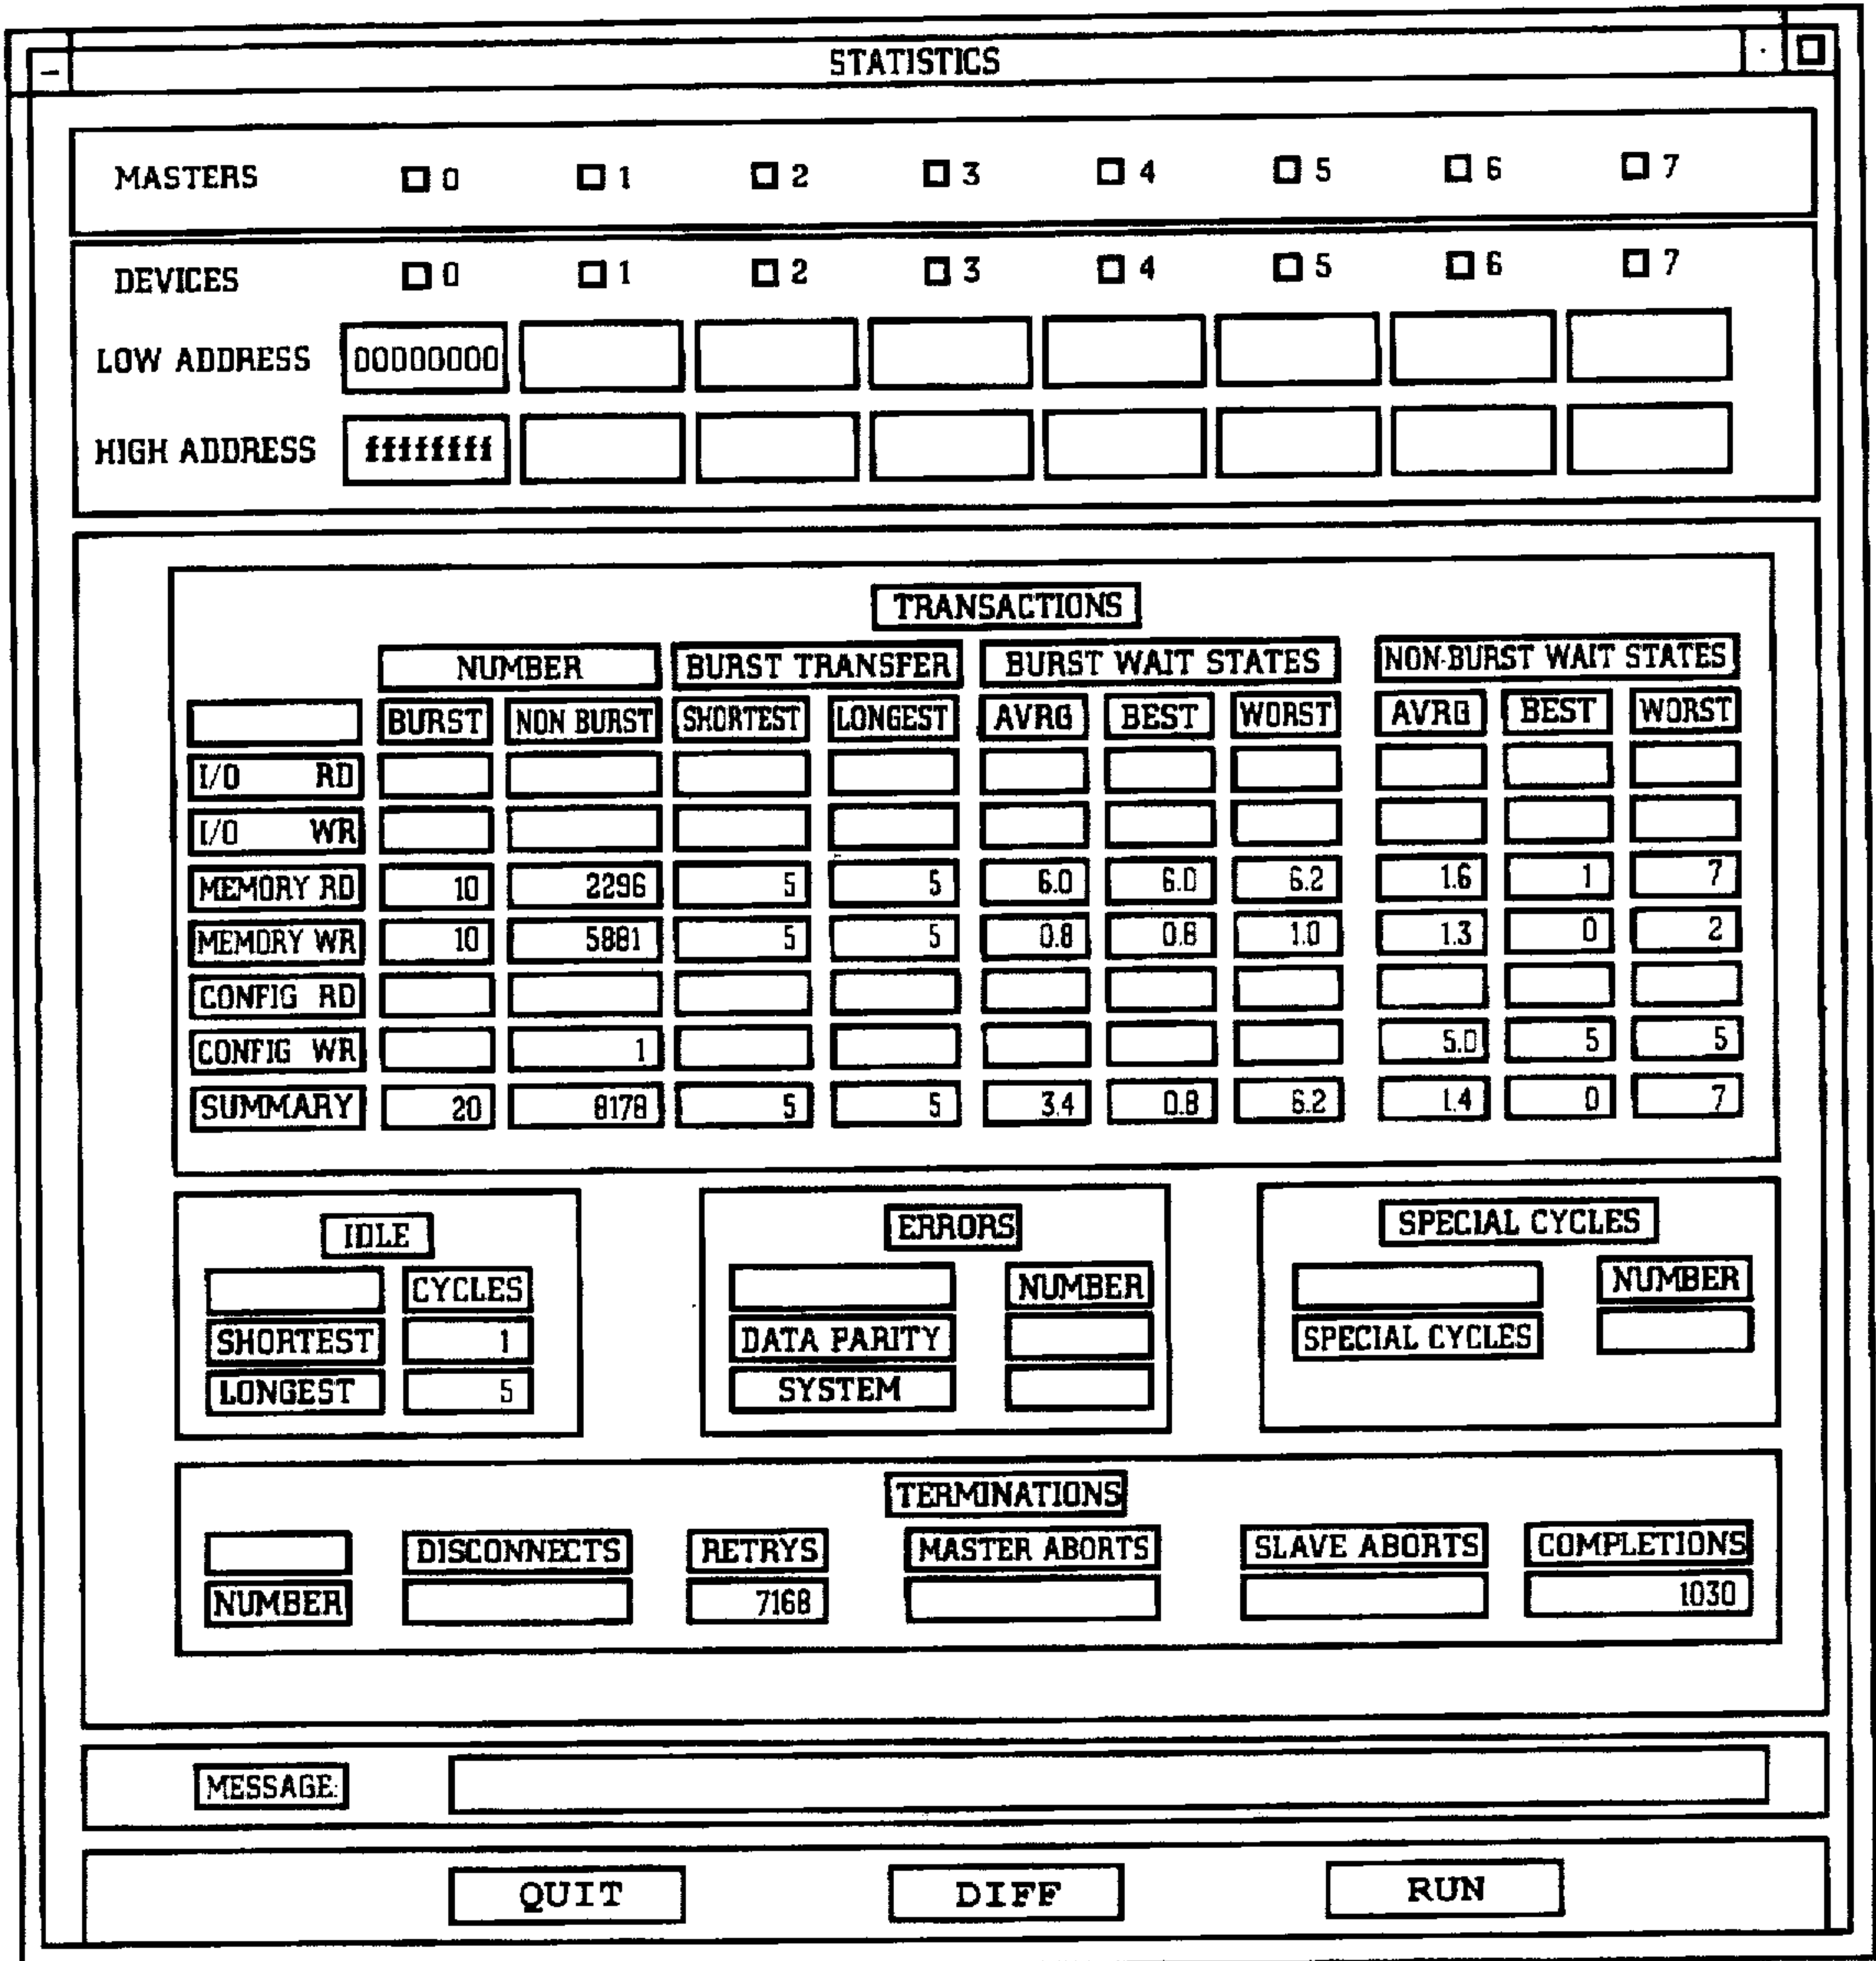 STATISTICS
MASTERS 0 1 2 3 4 5 6 7
DEVICES 0 1 2 3 4 5 6 7
LOW ADDRESS 00000000
HIGH ADDRESS ffffffff
TRANSACTIONS
NUMBER BURST TRANSFER BURST WAIT STATES NON-BURST WAIT STATES
BURST NON BURST SHORTEST LONGEST AVRG BEST WORST AVRG BEST WORST
I/O RD
I/O WR
MEMORY RD 10 2296 5 5 6.0 6.0 6.2 1.6 1 7
MEMORY WR 10 5881 5 5 0.8 0.8 1.0 1.3 0 2
CONFIG RD
CONFIG WR 1 5.0 5 5
SUMMARY 20 8178 5 5 3.4 0.8 6.2 1.4 0 7
IDLE ERRORS SPECIAL CYCLES
CYCLES NUMBER NUMBER
SHORTEST 1 DATA PARITY SPECIAL CYCLES
LONGEST 5 SYSTEM
TERMINATIONS
DISCONNECTS RETRYS MASTER ABORTS SLAVE ABORTS COMPLETIONS
NUMBER 7168 1030
MESSAGE:
QUIT DIFF RUN